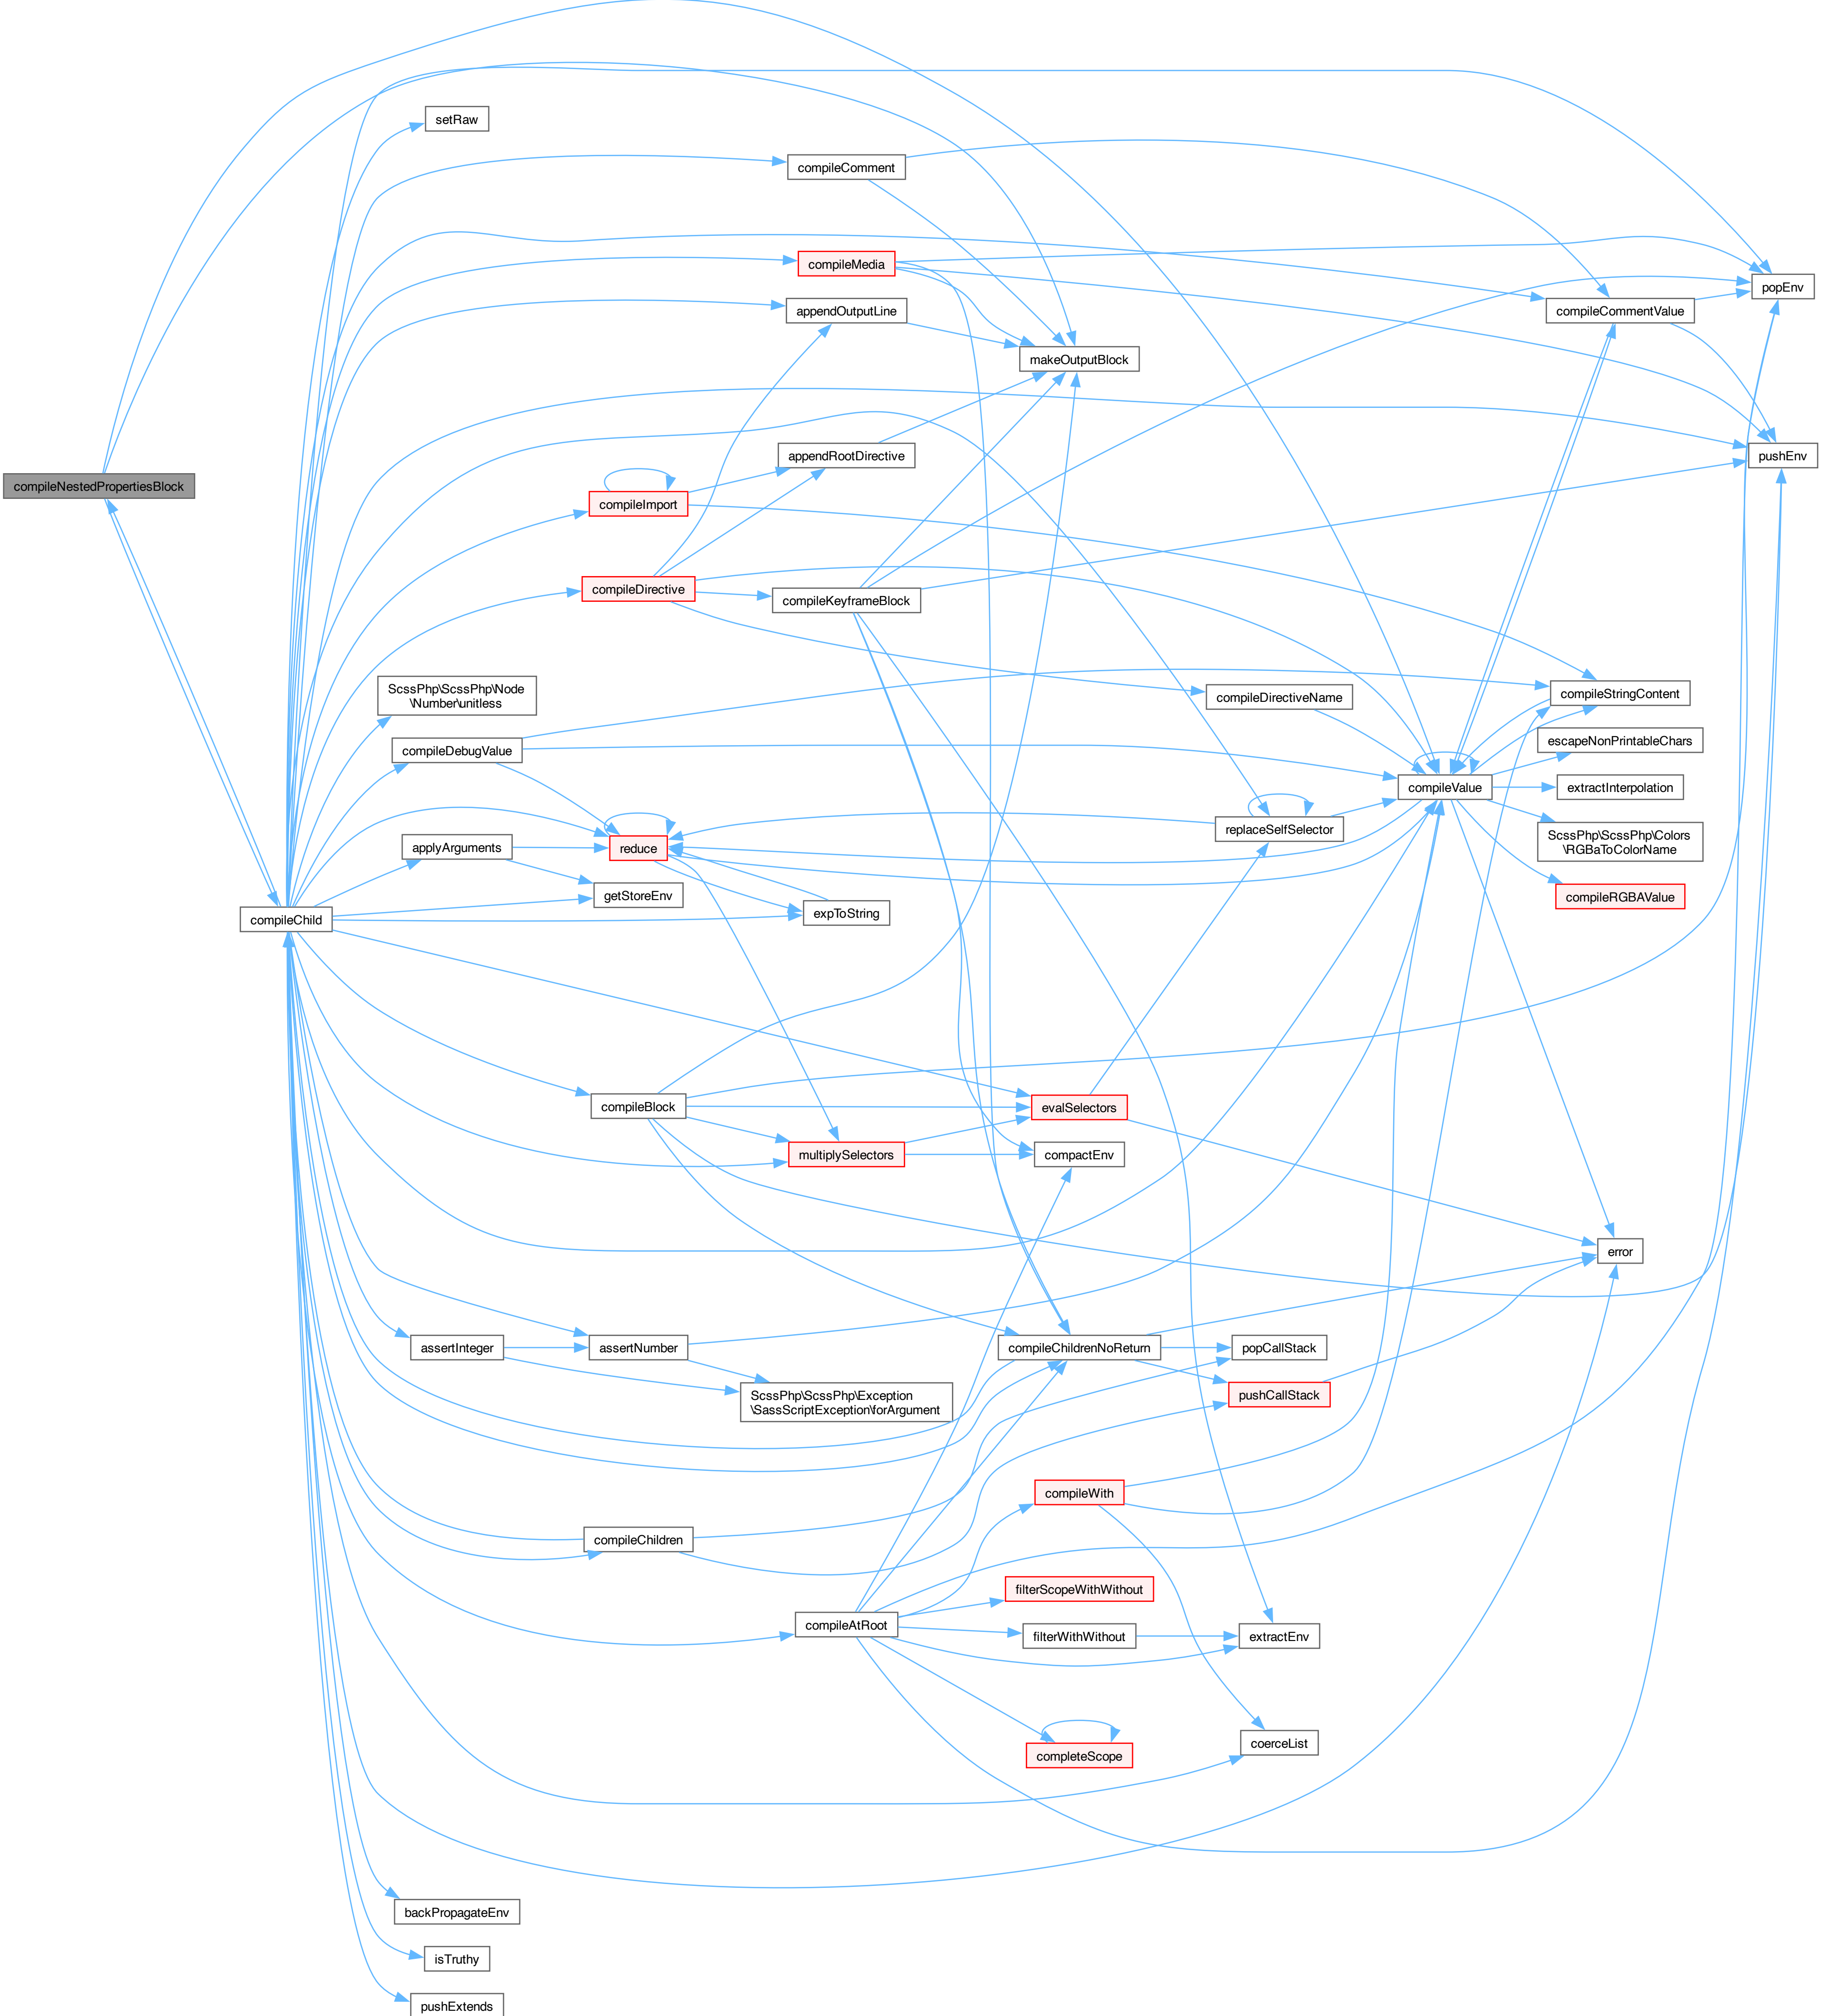 setRaw
compileComment
compileMedia
popEnv
appendOutputLine
compileCommentValue
makeOutputBlock
appendRootDirective
pushEnv
compileNestedPropertiesBlock
compileImport
compileDirective
compileKeyframeBlock
ScssPhp\ScssPhp\Node
\Number\unitless
compileDirectiveName
compileStringContent
compileDebugValue
escapeNonPrintableChars
compileValue
extractInterpolation
replaceSelfSelector
ScssPhp\ScssPhp\Colors
\RGBaToColorName
applyArguments
reduce
getStoreEnv
compileRGBAValue
compileChild
expToString
compileBlock
evalSelectors
multiplySelectors
compactEnv
error
assertInteger
assertNumber
compileChildrenNoReturn
popCallStack
ScssPhp\ScssPhp\Exception
\SassScriptException\forArgument
pushCallStack
compileWith
compileChildren
filterScopeWithWithout
compileAtRoot
filterWithWithout
extractEnv
completeScope
coerceList
backPropagateEnv
isTruthy
pushExtends